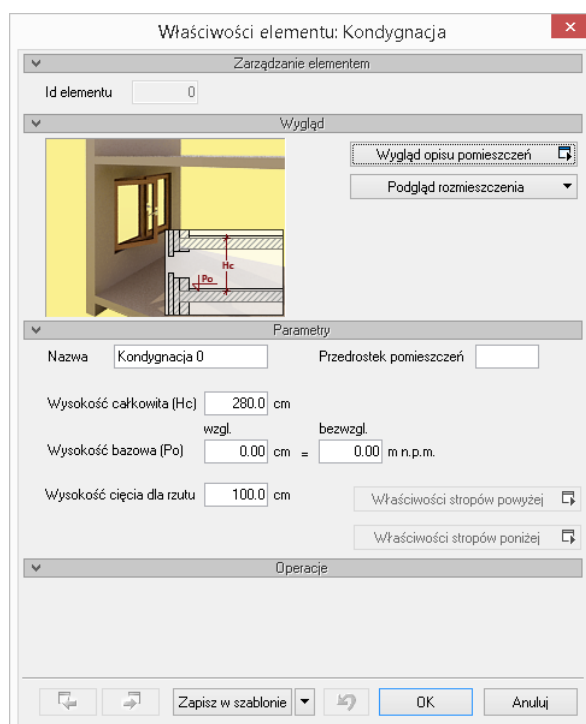 Właściwości elementu: Kondygnacja
Zarządzanie elementem
Id elementu 0
Wygląd
Wygląd opisu pomieszczeń
Podgląd rozmieszczenia
Hc
Po
Parametry
Nazwa Kondygnacja 0 Przedrostek pomieszczeń
Wysokość całkowita (Hc) 280.0 cm
wzgl. bezwzgl.
Wysokość bazowa (Po) 0.00 cm = 0.00 m n.p.m.
Wysokość cięcia dla rzutu 100.0 cm
Właściwości stropów powyżej
Właściwości stropów poniżej
Operacje
Zapisz w szablonie OK Anuluj